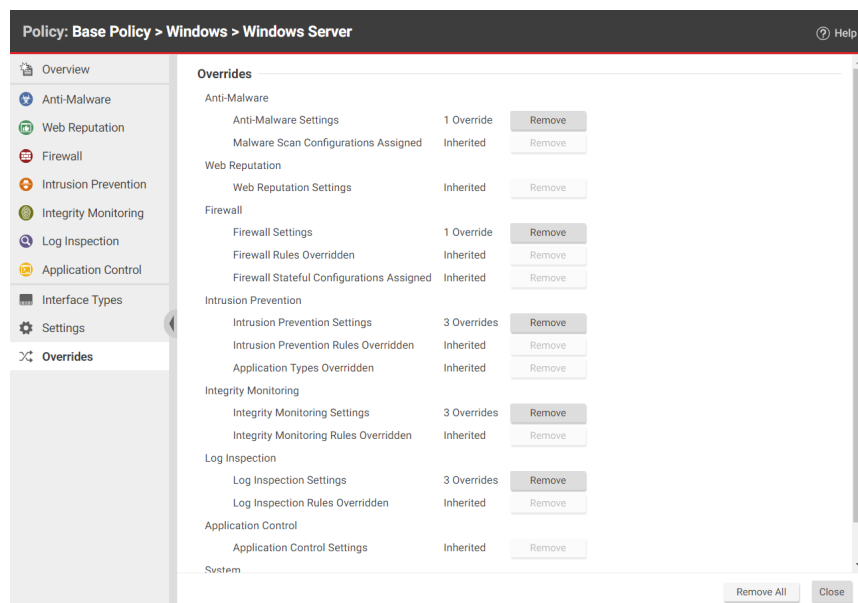 Policy: Base Policy > Windows > Windows Server
Help
Overview
Anti-Malware
Web Reputation
Firewall
Intrusion Prevention
Integrity Monitoring
Log Inspection
Application Control
Interface Types
Settings
Overrides
Overrides
Anti-Malware
Anti-Malware Settings 1 Override Remove
Malware Scan Configurations Assigned Inherited Remove
Web Reputation
Web Reputation Settings Inherited Remove
Firewall
Firewall Settings 1 Override Remove
Firewall Rules Overridden Inherited Remove
Firewall Stateful Configurations Assigned Inherited Remove
Intrusion Prevention
Intrusion Prevention Settings 3 Overrides Remove
Intrusion Prevention Rules Overridden Inherited Remove
Application Types Overridden Inherited Remove
Integrity Monitoring
Integrity Monitoring Settings 3 Overrides Remove
Integrity Monitoring Rules Overridden Inherited Remove
Log Inspection
Log Inspection Settings 3 Overrides Remove
Log Inspection Rules Overridden Inherited Remove
Application Control
Application Control Settings Inherited Remove
System
Remove All Close